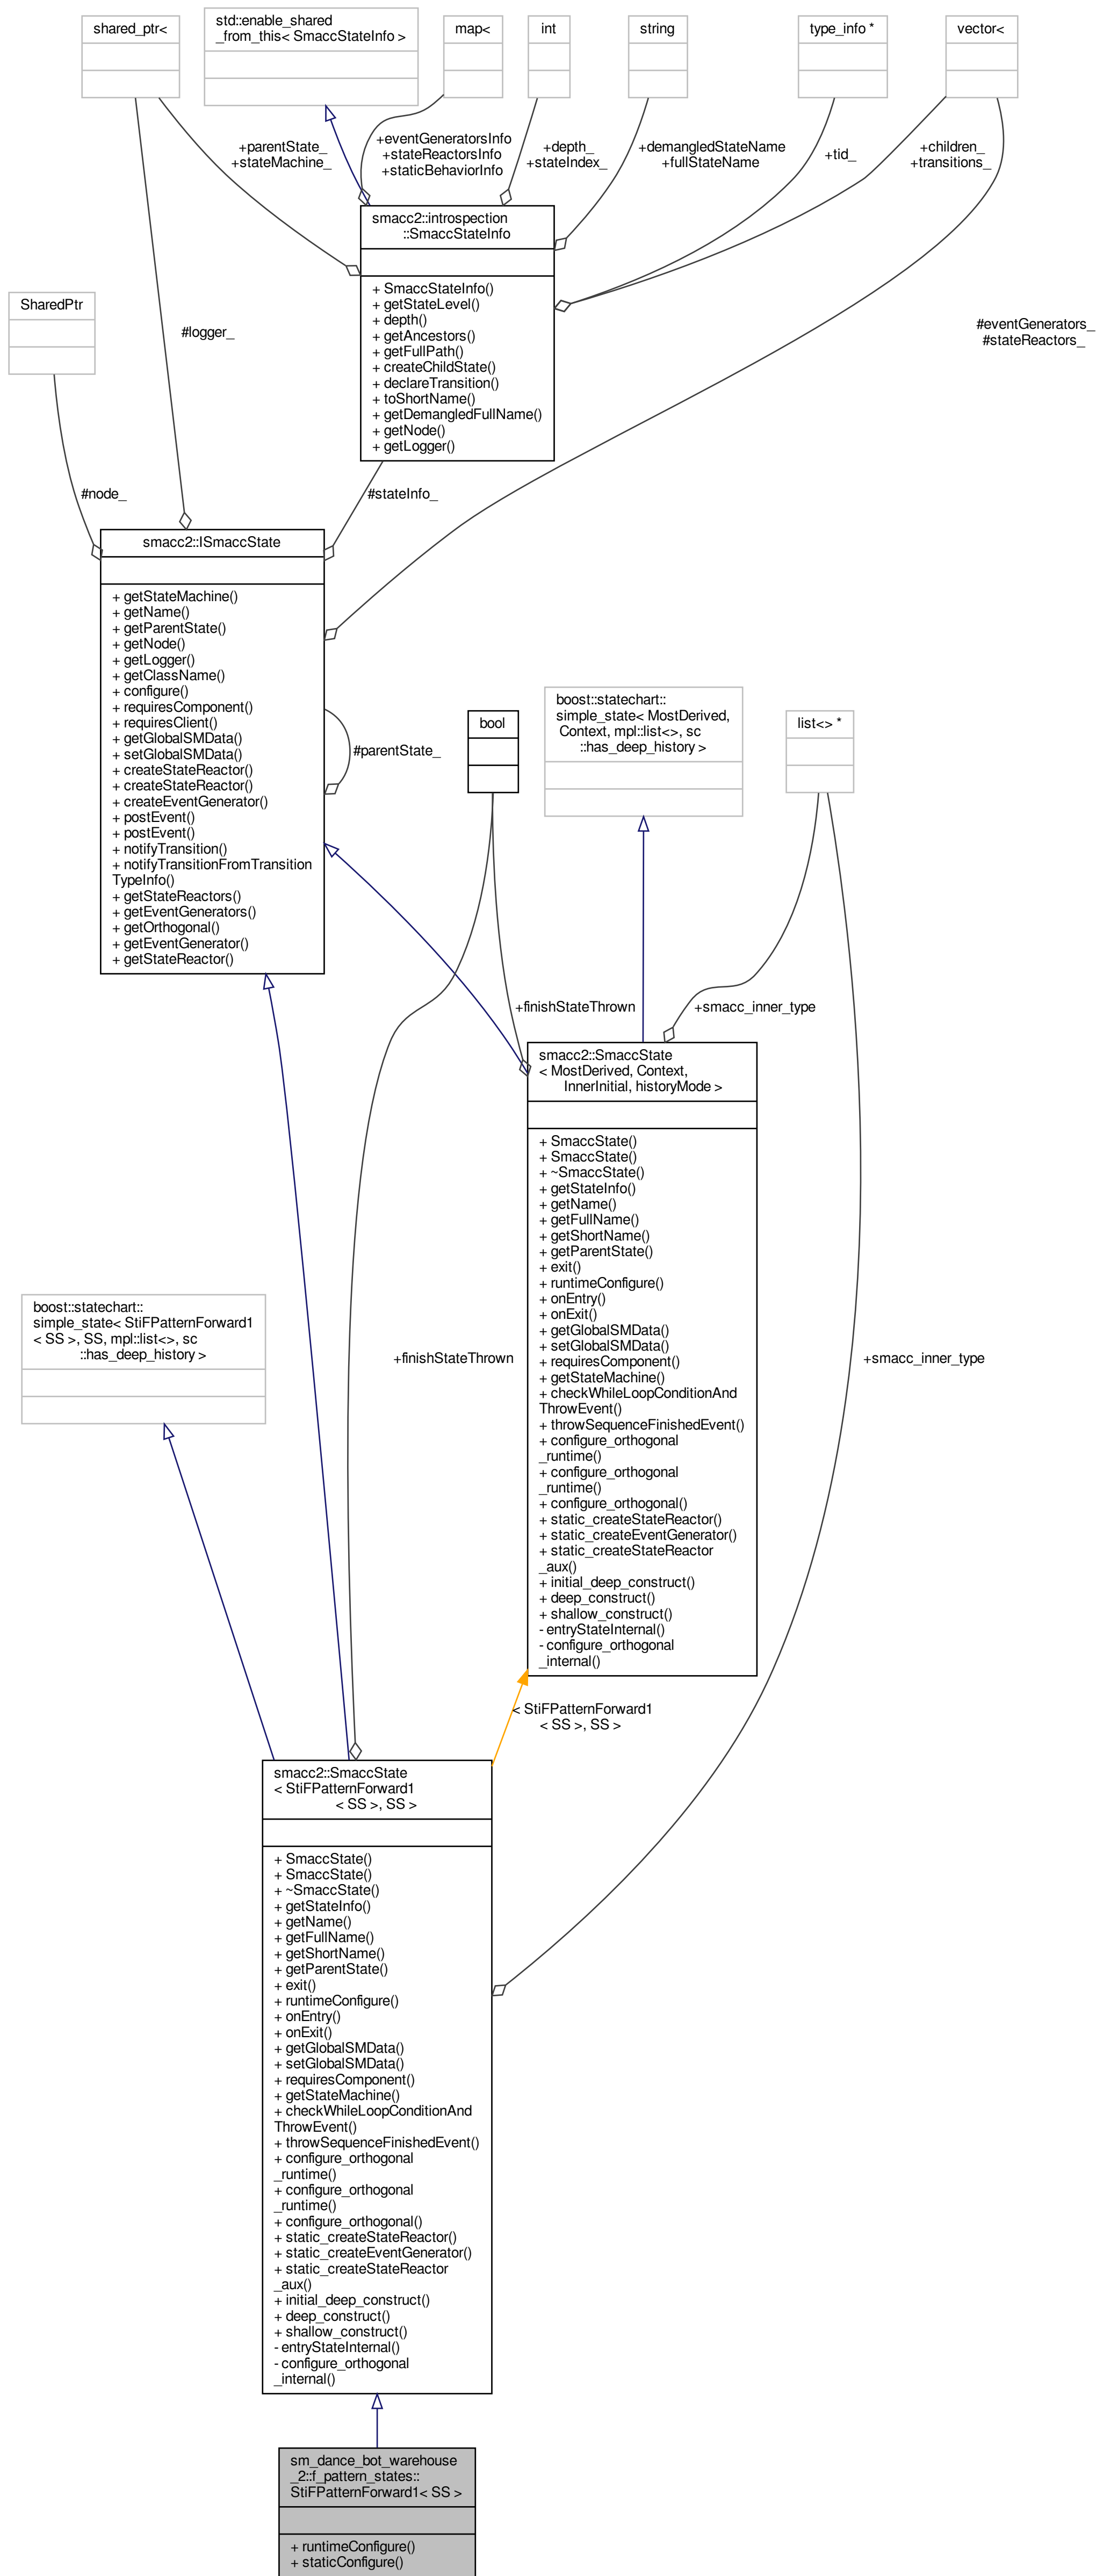 shared_ptr<
std::enable_shared
_from_this< SmaccStateInfo >
map<
int
string
type_info *
vector<
+parentState_
+stateMachine_
+eventGeneratorsInfo
+stateReactorsInfo
+staticBehaviorInfo
+depth_
+stateIndex_
+demangledStateName
+fullStateName
+tid_
+children_
+transitions_
smacc2::introspection
::SmaccStateInfo
+ SmaccStateInfo()
+ getStateLevel()
+ depth()
+ getAncestors()
+ getFullPath()
+ createChildState()
+ declareTransition()
+ toShortName()
+ getDemangledFullName()
+ getNode()
+ getLogger()
SharedPtr
#logger_
#eventGenerators_
#stateReactors_
#node_
#stateInfo_
smacc2::ISmaccState
+ getStateMachine()
+ getName()
+ getParentState()
+ getNode()
+ getLogger()
+ getClassName()
+ configure()
+ requiresComponent()
+ requiresClient()
+ getGlobalSMData()
+ setGlobalSMData()
+ createStateReactor()
+ createStateReactor()
+ createEventGenerator()
+ postEvent()
+ postEvent()
+ notifyTransition()
+ notifyTransitionFromTransition
TypeInfo()
+ getStateReactors()
+ getEventGenerators()
+ getOrthogonal()
+ getEventGenerator()
+ getStateReactor()
#parentState_
bool
boost::statechart::
simple_state< MostDerived,
Context, mpl::list<>, sc
::has_deep_history >
list<> *
+finishStateThrown
+smacc_inner_type
smacc2::SmaccState
< MostDerived, Context,
InnerInitial, historyMode >
+ SmaccState()
+ SmaccState()
+ ~SmaccState()
+ getStateInfo()
+ getName()
+ getFullName()
+ getShortName()
+ getParentState()
+ exit()
+ runtimeConfigure()
+ onEntry()
+ onExit()
+ getGlobalSMData()
+ setGlobalSMData()
+ requiresComponent()
+ getStateMachine()
+ checkWhileLoopConditionAnd
ThrowEvent()
+ throwSequenceFinishedEvent()
+ configure_orthogonal
_runtime()
+ configure_orthogonal
_runtime()
+ configure_orthogonal()
+ static_createStateReactor()
+ static_createEventGenerator()
+ static_createStateReactor
_aux()
+ initial_deep_construct()
+ deep_construct()
+ shallow_construct()
- entryStateInternal()
- configure_orthogonal
_internal()
boost::statechart::
simple_state< StiFPatternForward1
< SS >, SS, mpl::list<>, sc
::has_deep_history >
+finishStateThrown
+smacc_inner_type
< StiFPatternForward1
< SS >, SS >
smacc2::SmaccState
< StiFPatternForward1
< SS >, SS >
+ SmaccState()
+ SmaccState()
+ ~SmaccState()
+ getStateInfo()
+ getName()
+ getFullName()
+ getShortName()
+ getParentState()
+ exit()
+ runtimeConfigure()
+ onEntry()
+ onExit()
+ getGlobalSMData()
+ setGlobalSMData()
+ requiresComponent()
+ getStateMachine()
+ checkWhileLoopConditionAnd
ThrowEvent()
+ throwSequenceFinishedEvent()
+ configure_orthogonal
_runtime()
+ configure_orthogonal
_runtime()
+ configure_orthogonal()
+ static_createStateReactor()
+ static_createEventGenerator()
+ static_createStateReactor
_aux()
+ initial_deep_construct()
+ deep_construct()
+ shallow_construct()
- entryStateInternal()
- configure_orthogonal
_internal()
sm_dance_bot_warehouse
_2::f_pattern_states::
StiFPatternForward1< SS >
+ runtimeConfigure()
+ staticConfigure()